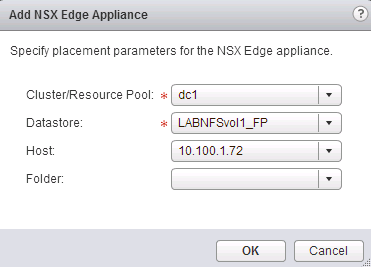 Add NSX Edge Appliance ?
Specify placement parameters for the NSX Edge appliance.
Cluster/Resource Pool: * dc1
Datastore: * LABNFSvol1_FP
Host: 10.100.1.72
Folder:
OK Cancel